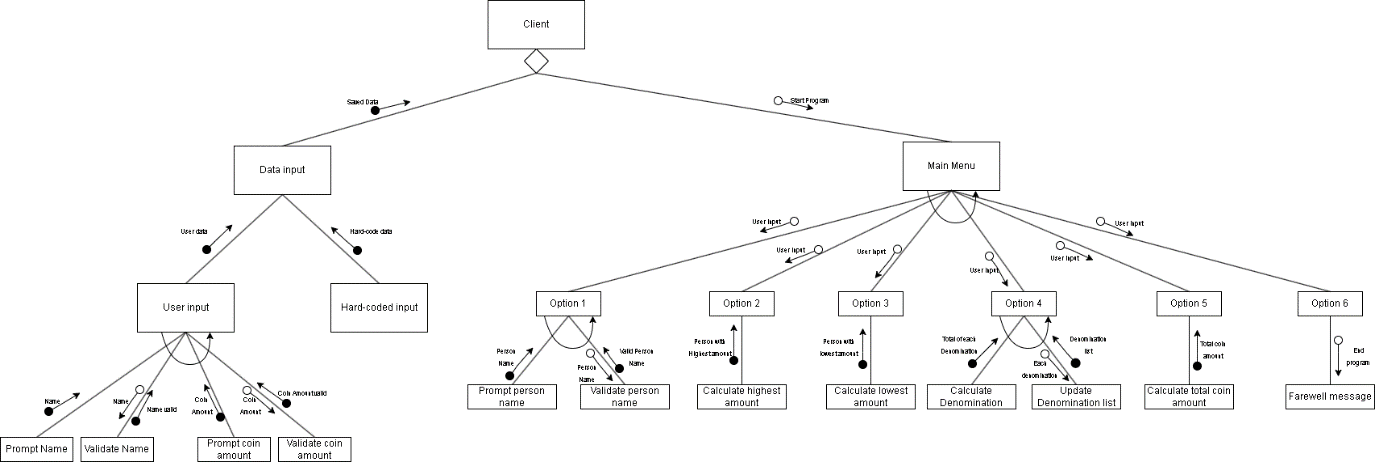 Client
Saved Data
Start Program
Data input
Main Menu
User data
Hard-code data
User Input
User Input
User Input
User Input
User Input
User Input
User input
Hard-coded input
Option 1
Option 2
Option 3
Option 4
Option 5
Option 6
Person
Name
Valid Person
Name
Person
Name
Person with
Highest amount
Person with
lowest amount
Total of each
Denomination
Each
denomination
Denomination
list
Total coin
amount
End
program
Prompt person
name
Validate person
name
Calculate highest
amount
Calculate lowest
amount
Calculate
Denomination
Update
Denomination list
Calculate total coin
amount
Farewell message
Name
Name
Name valid
Coin
Amount
Coin
Amount
Coin Amount valid
Prompt Name
Validate Name
Prompt coin
amount
Validate coin
amount